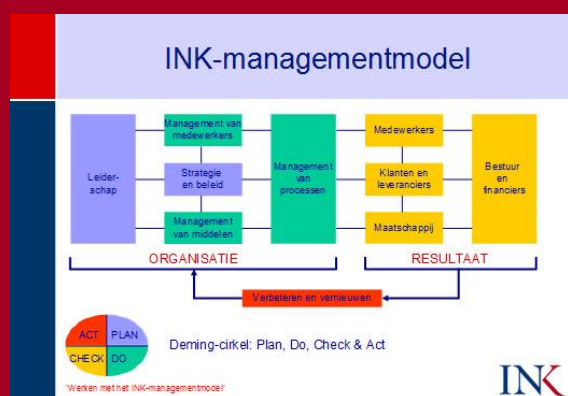 INK-managementmodel
Leider-
schap
Management van
medewerkers
Strategie
en beleid
Management
van middelen
Management
van
processen
Medewerkers
Klanten en
leveranciers
Maatschappij
Bestuur
en
financiers
ORGANISATIE
RESULTAAT
Verbeteren en vernieuwen
ACT
PLAN
CHECK
DO
Deming-cirkel: Plan, Do, Check & Act
'Werken met het INK-managementmodel'
INK